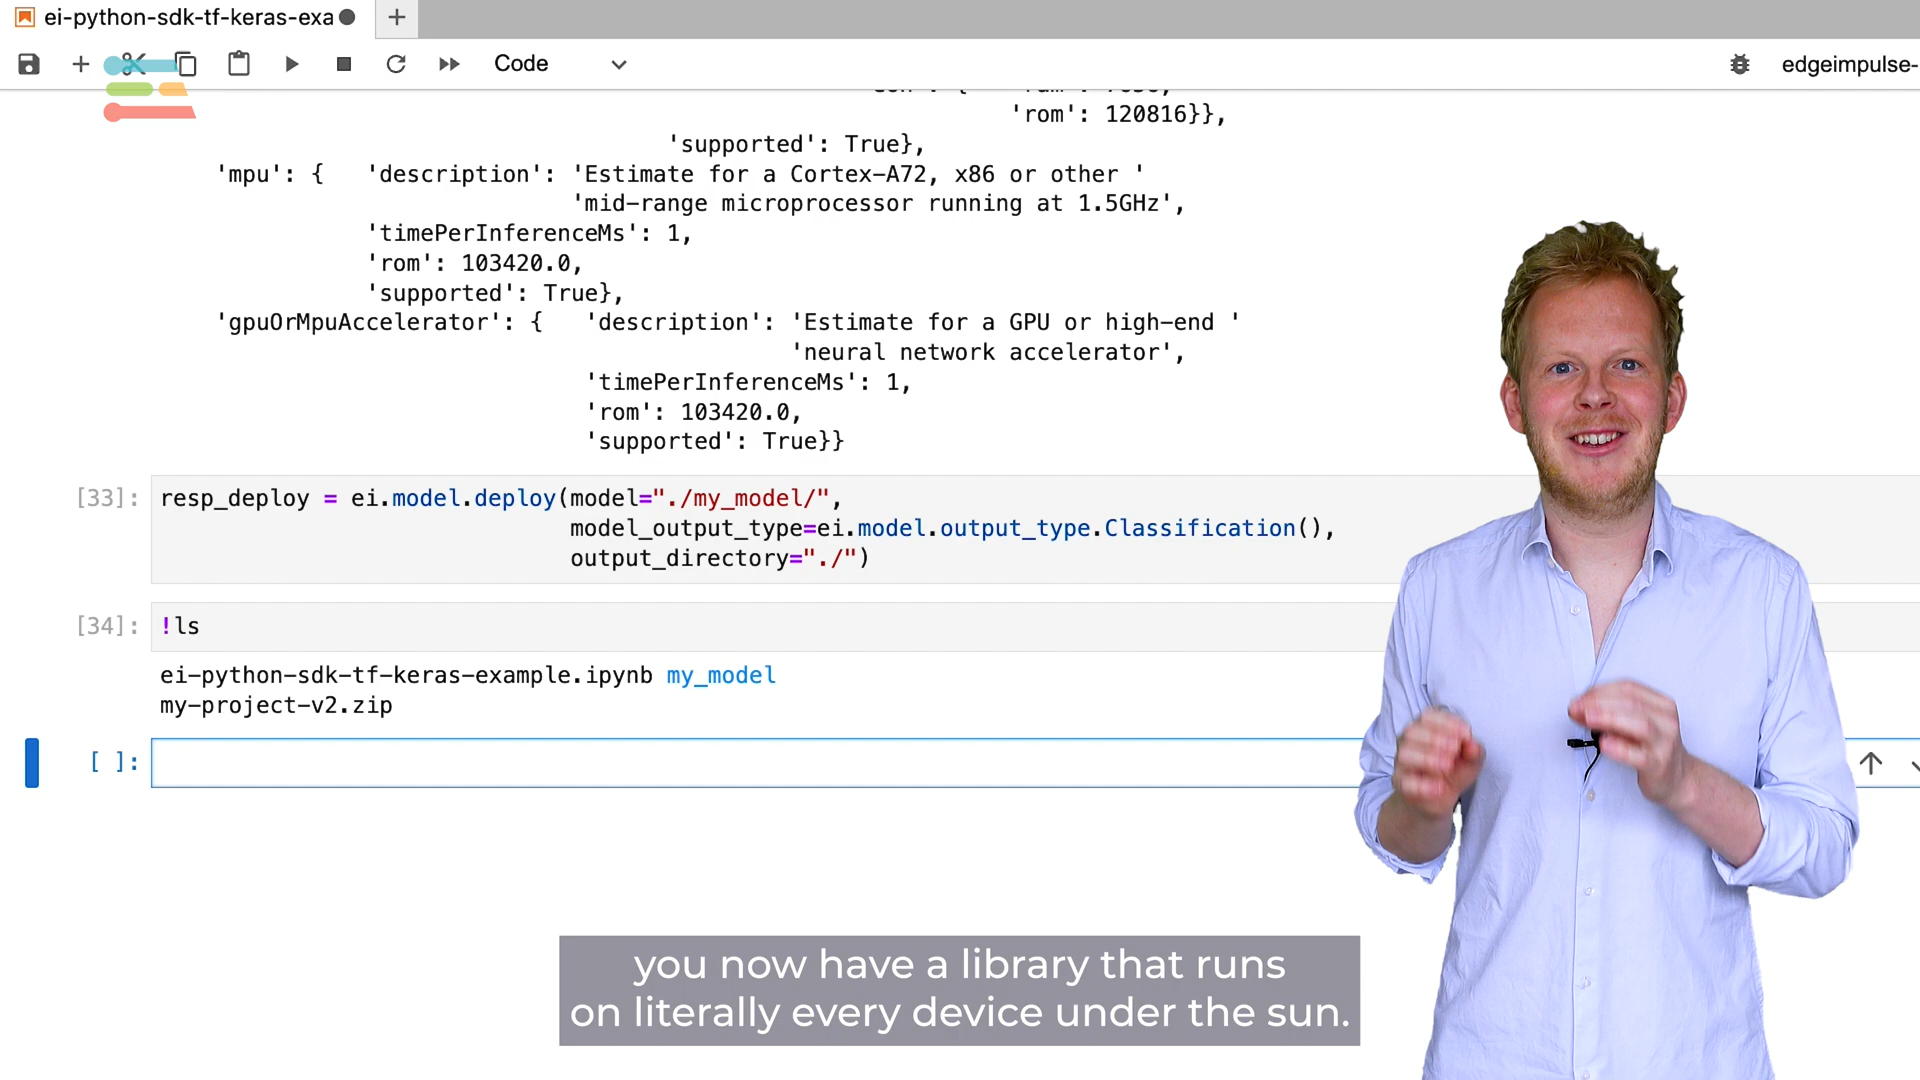 ei-python-sdk-tf-keras-exa
Code
edgeimpulse-
'rom': 120816}},
'supported': True},
'mpu': { 'description': 'Estimate for a Cortex-A72, x86 or other '
'mid-range microprocessor running at 1.5GHz',
'timePerInferenceMs': 1,
'rom': 103420.0,
'supported': True},
'gpuOrMpuAccelerator': { 'description': 'Estimate for a GPU or high-end '
'neural network accelerator',
'timePerInferenceMs': 1,
'rom': 103420.0,
'supported': True}}
[33]: resp_deploy = ei.model.deploy(model="./my_model/",
model_output_type=ei.model.output_type.Classification(),
output_directory="./")
[34]: !ls
ei-python-sdk-tf-keras-example.ipynb my_model
my-project-v2.zip
[ ]:
you now have a library that runs
on literally every device under the sun.